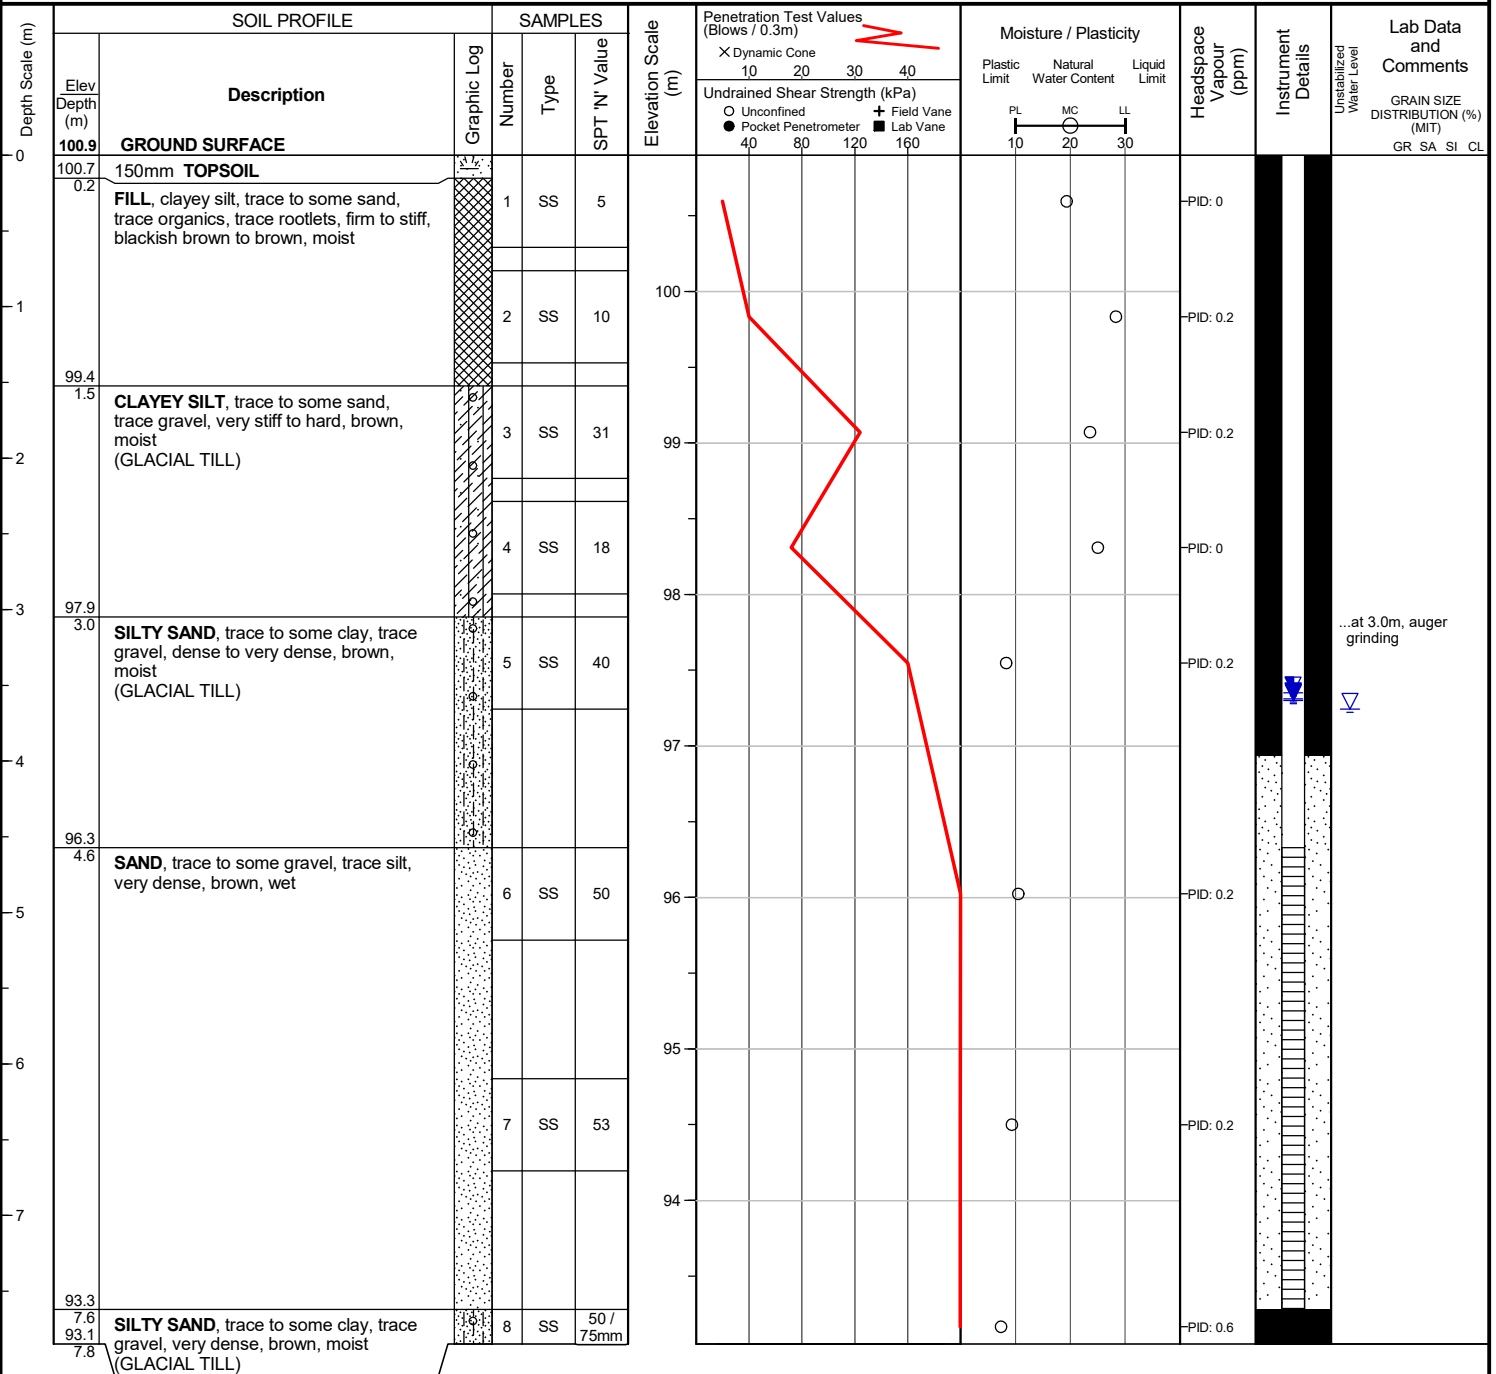 SOIL PROFILE
SAMPLES
Depth Scale (m)
Elev
Depth
(m)
Description
Graphic Log
Number
Type
SPT 'N' Value
Elevation Scale
(m)
Penetration Test Values
(Blows / 0.3m)
Dynamic Cone
10 20 30 40
Undrained Shear Strength (kPa)
Unconfined
Field Vane
Pocket Penetrometer
Lab Vane
40 80 120 160
Moisture / Plasticity
Plastic
Limit
Natural
Water Content
Liquid
Limit
PL MC LL
10 20 30
Headspace
Vapour
(ppm)
Instrument
Details
Unstabilized
Water Level
Lab Data
and
Comments
GRAIN SIZE
DISTRIBUTION (%)
(MIT)
GR SA SI CL
100.9 GROUND SURFACE
0
100.7 150mm TOPSOIL
0.2
FILL, clayey silt, trace to some sand,
trace organics, trace rootlets, firm to stiff,
blackish brown to brown, moist
1 SS 5
PID: 0
100
1
2 SS 10
PID: 0.2
99.4
1.5
CLAYEY SILT, trace to some sand,
trace gravel, very stiff to hard, brown,
moist
(GLACIAL TILL)
3 SS 31
PID: 0.2
99
2
4 SS 18
PID: 0
98
3
97.9
3.0
SILTY SAND, trace to some clay, trace
gravel, dense to very dense, brown,
moist
(GLACIAL TILL)
...at 3.0m, auger
grinding
5 SS 40
PID: 0.2
97
4
96.3
4.6
SAND, trace to some gravel, trace silt,
very dense, brown, wet
6 SS 50
PID: 0.2
96
5
95
6
7 SS 53
PID: 0.2
94
7
93.3
7.6
SILTY SAND, trace to some clay, trace
gravel, very dense, brown, moist
(GLACIAL TILL)
8 SS 50 /
75mm
PID: 0.6
93.1
7.8